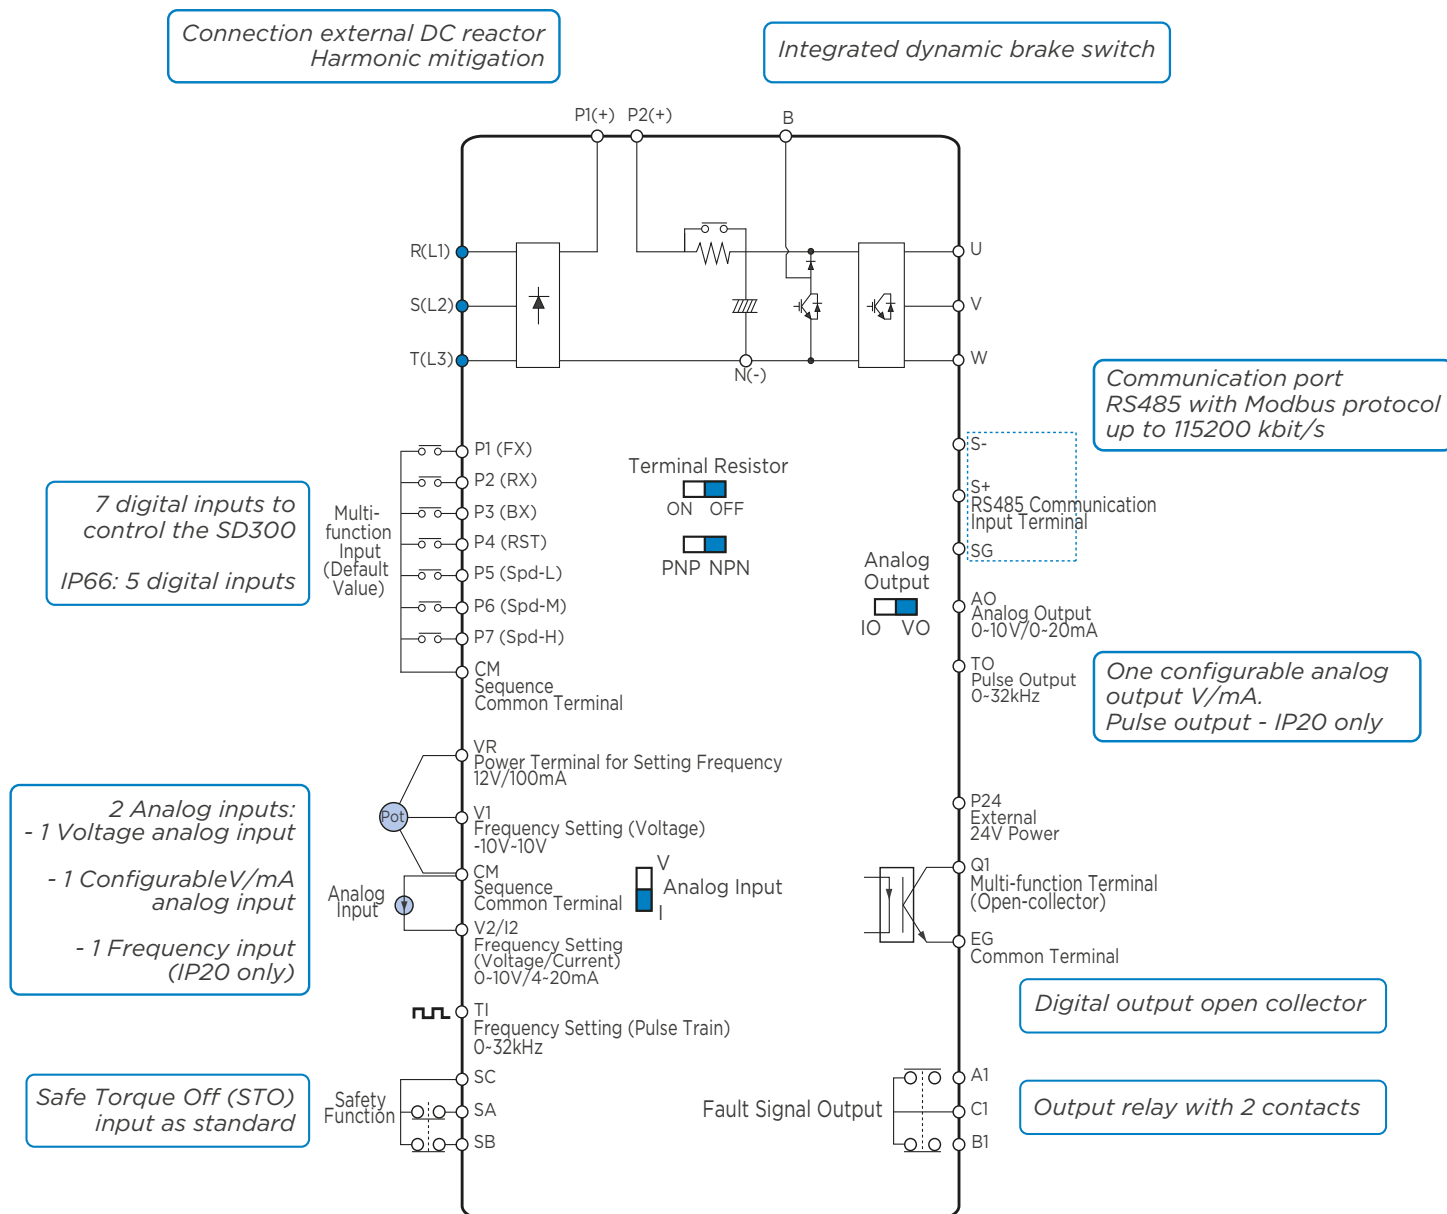 Connection external DC reactor
Harmonic mitigation
Integrated dynamic brake switch
P1(+)
P2(+)
B
R(L1)
S(L2)
T(L3)
N(-)
U
V
W
Communication port
RS485 with Modbus protocol
up to 115200 kbit/s
7 digital inputs to
control the SD300
IP66: 5 digital inputs
Multi-
function
Input
(Default
Value)
P1 (FX)
P2 (RX)
P3 (BX)
P4 (RST)
P5 (Spd-L)
P6 (Spd-M)
P7 (Spd-H)
CM
Sequence
Common Terminal
Terminal Resistor
ON OFF
PNP NPN
Analog
Output
IO VO
S-
S+
RS485 Communication
Input Terminal
SG
AO
Analog Output
0~10V/0~20mA
TO
Pulse Output
0~32kHz
One configurable analog
output V/mA.
Pulse output - IP20 only
2 Analog inputs:
- 1 Voltage analog input
- 1 ConfigurableV/mA
analog input
- 1 Frequency input
(IP20 only)
Pot
Analog
Input
VR
Power Terminal for Setting Frequency
12V/100mA
V1
Frequency Setting (Voltage)
-10V~10V
CM
Sequence
Common Terminal
V2/I2
Frequency Setting
(Voltage/Current)
0~10V/4~20mA
TI
Frequency Setting (Pulse Train)
0~32kHz
V
Analog Input
I
P24
External
24V Power
Q1
Multi-function Terminal
(Open-collector)
EG
Common Terminal
Digital output open collector
Safe Torque Off (STO)
input as standard
Safety
Function
SC
SA
SB
Fault Signal Output
A1
C1
B1
Output relay with 2 contacts